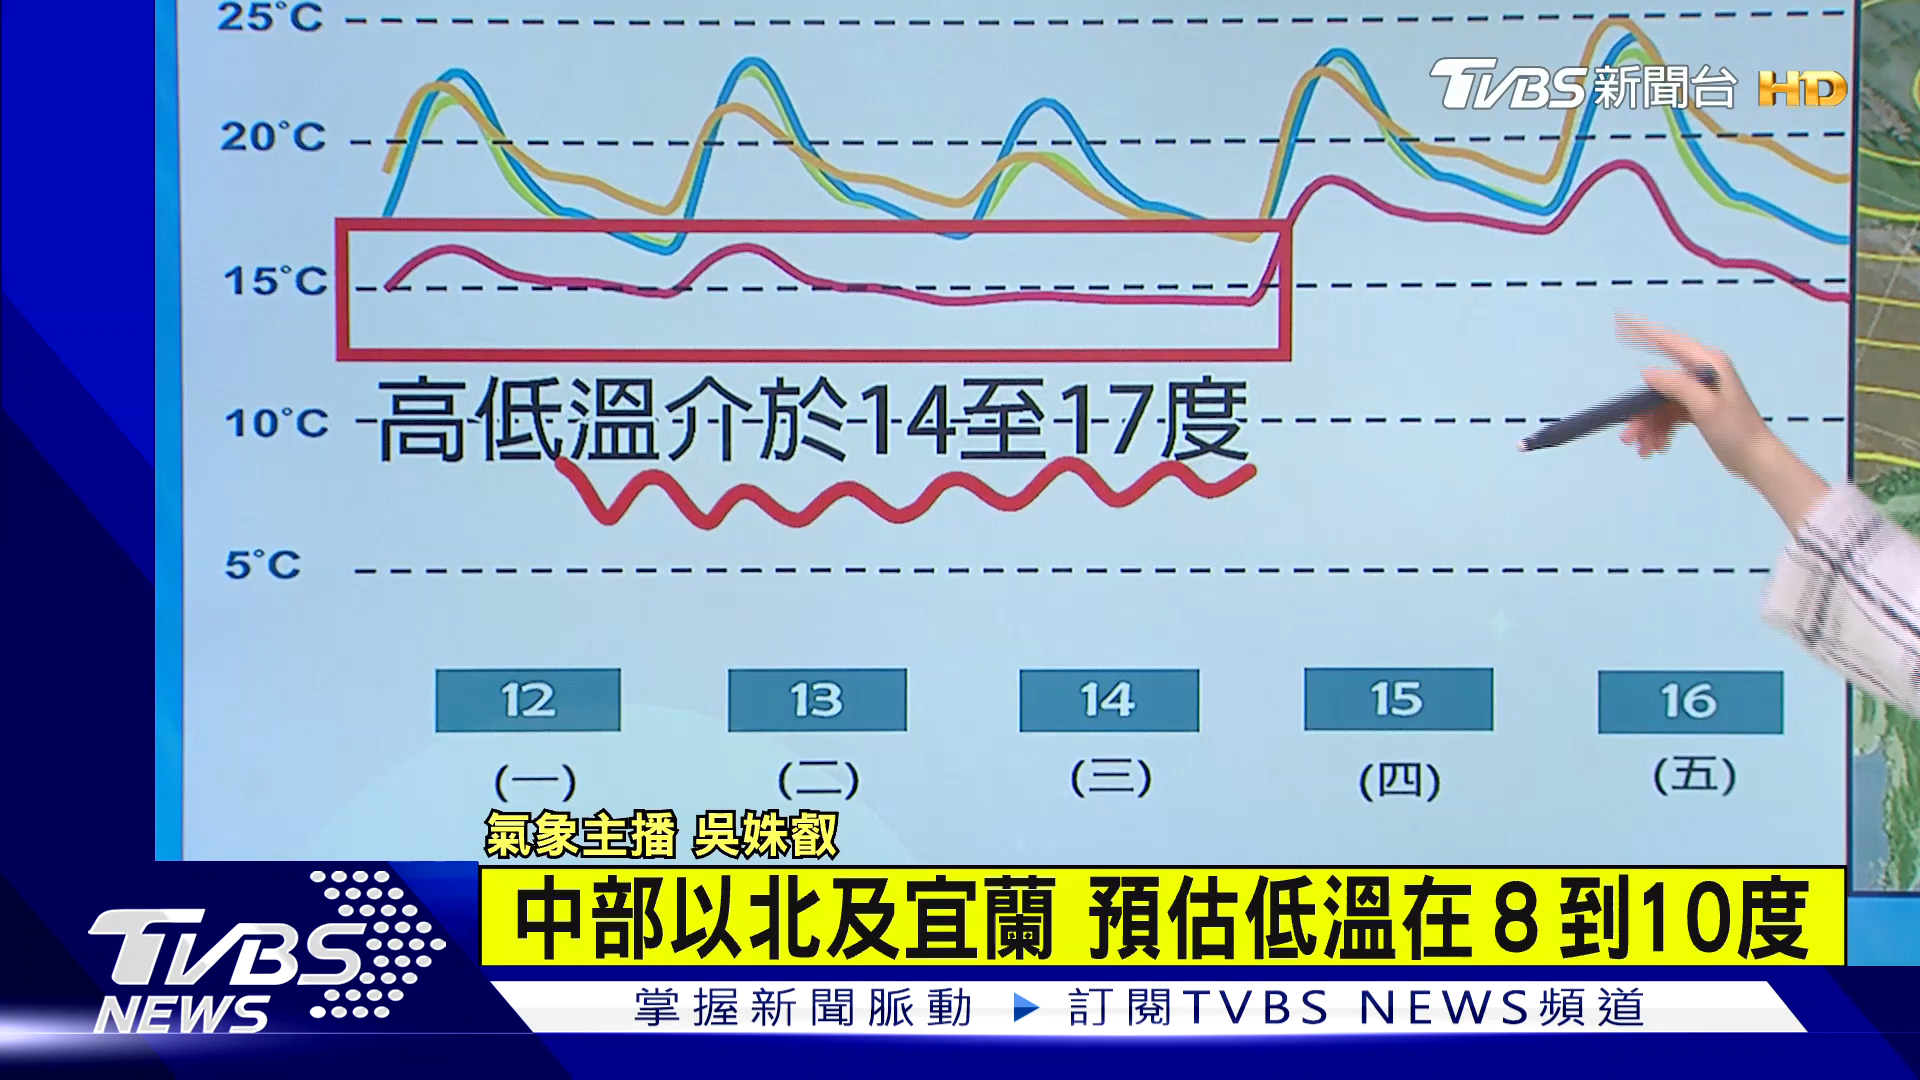 25°C
TVBS新聞台 HD
20°C
15°C
高低溫介於14至17度
10°C
5°C
12 13 14 15 16
(一) (二) (三) (四) (五)
氣象主播 吳姝叡
中部以北及宜蘭 預估低溫在8到10度
TVBS NEWS
掌握新聞脈動 ▶ 訂閱TVBS NEWS頻道